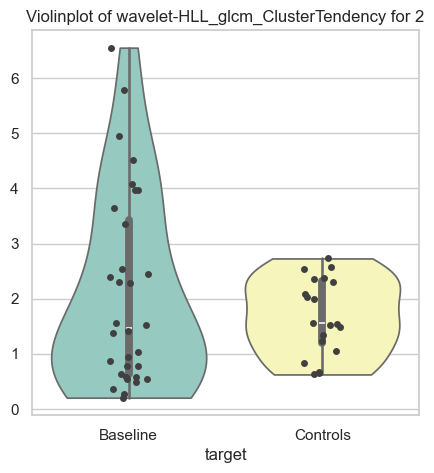 Violinplot of wavelet-HLL_glcm_ClusterTendency for 2
6
5
4
3
2
1
0
Baseline Controls
target